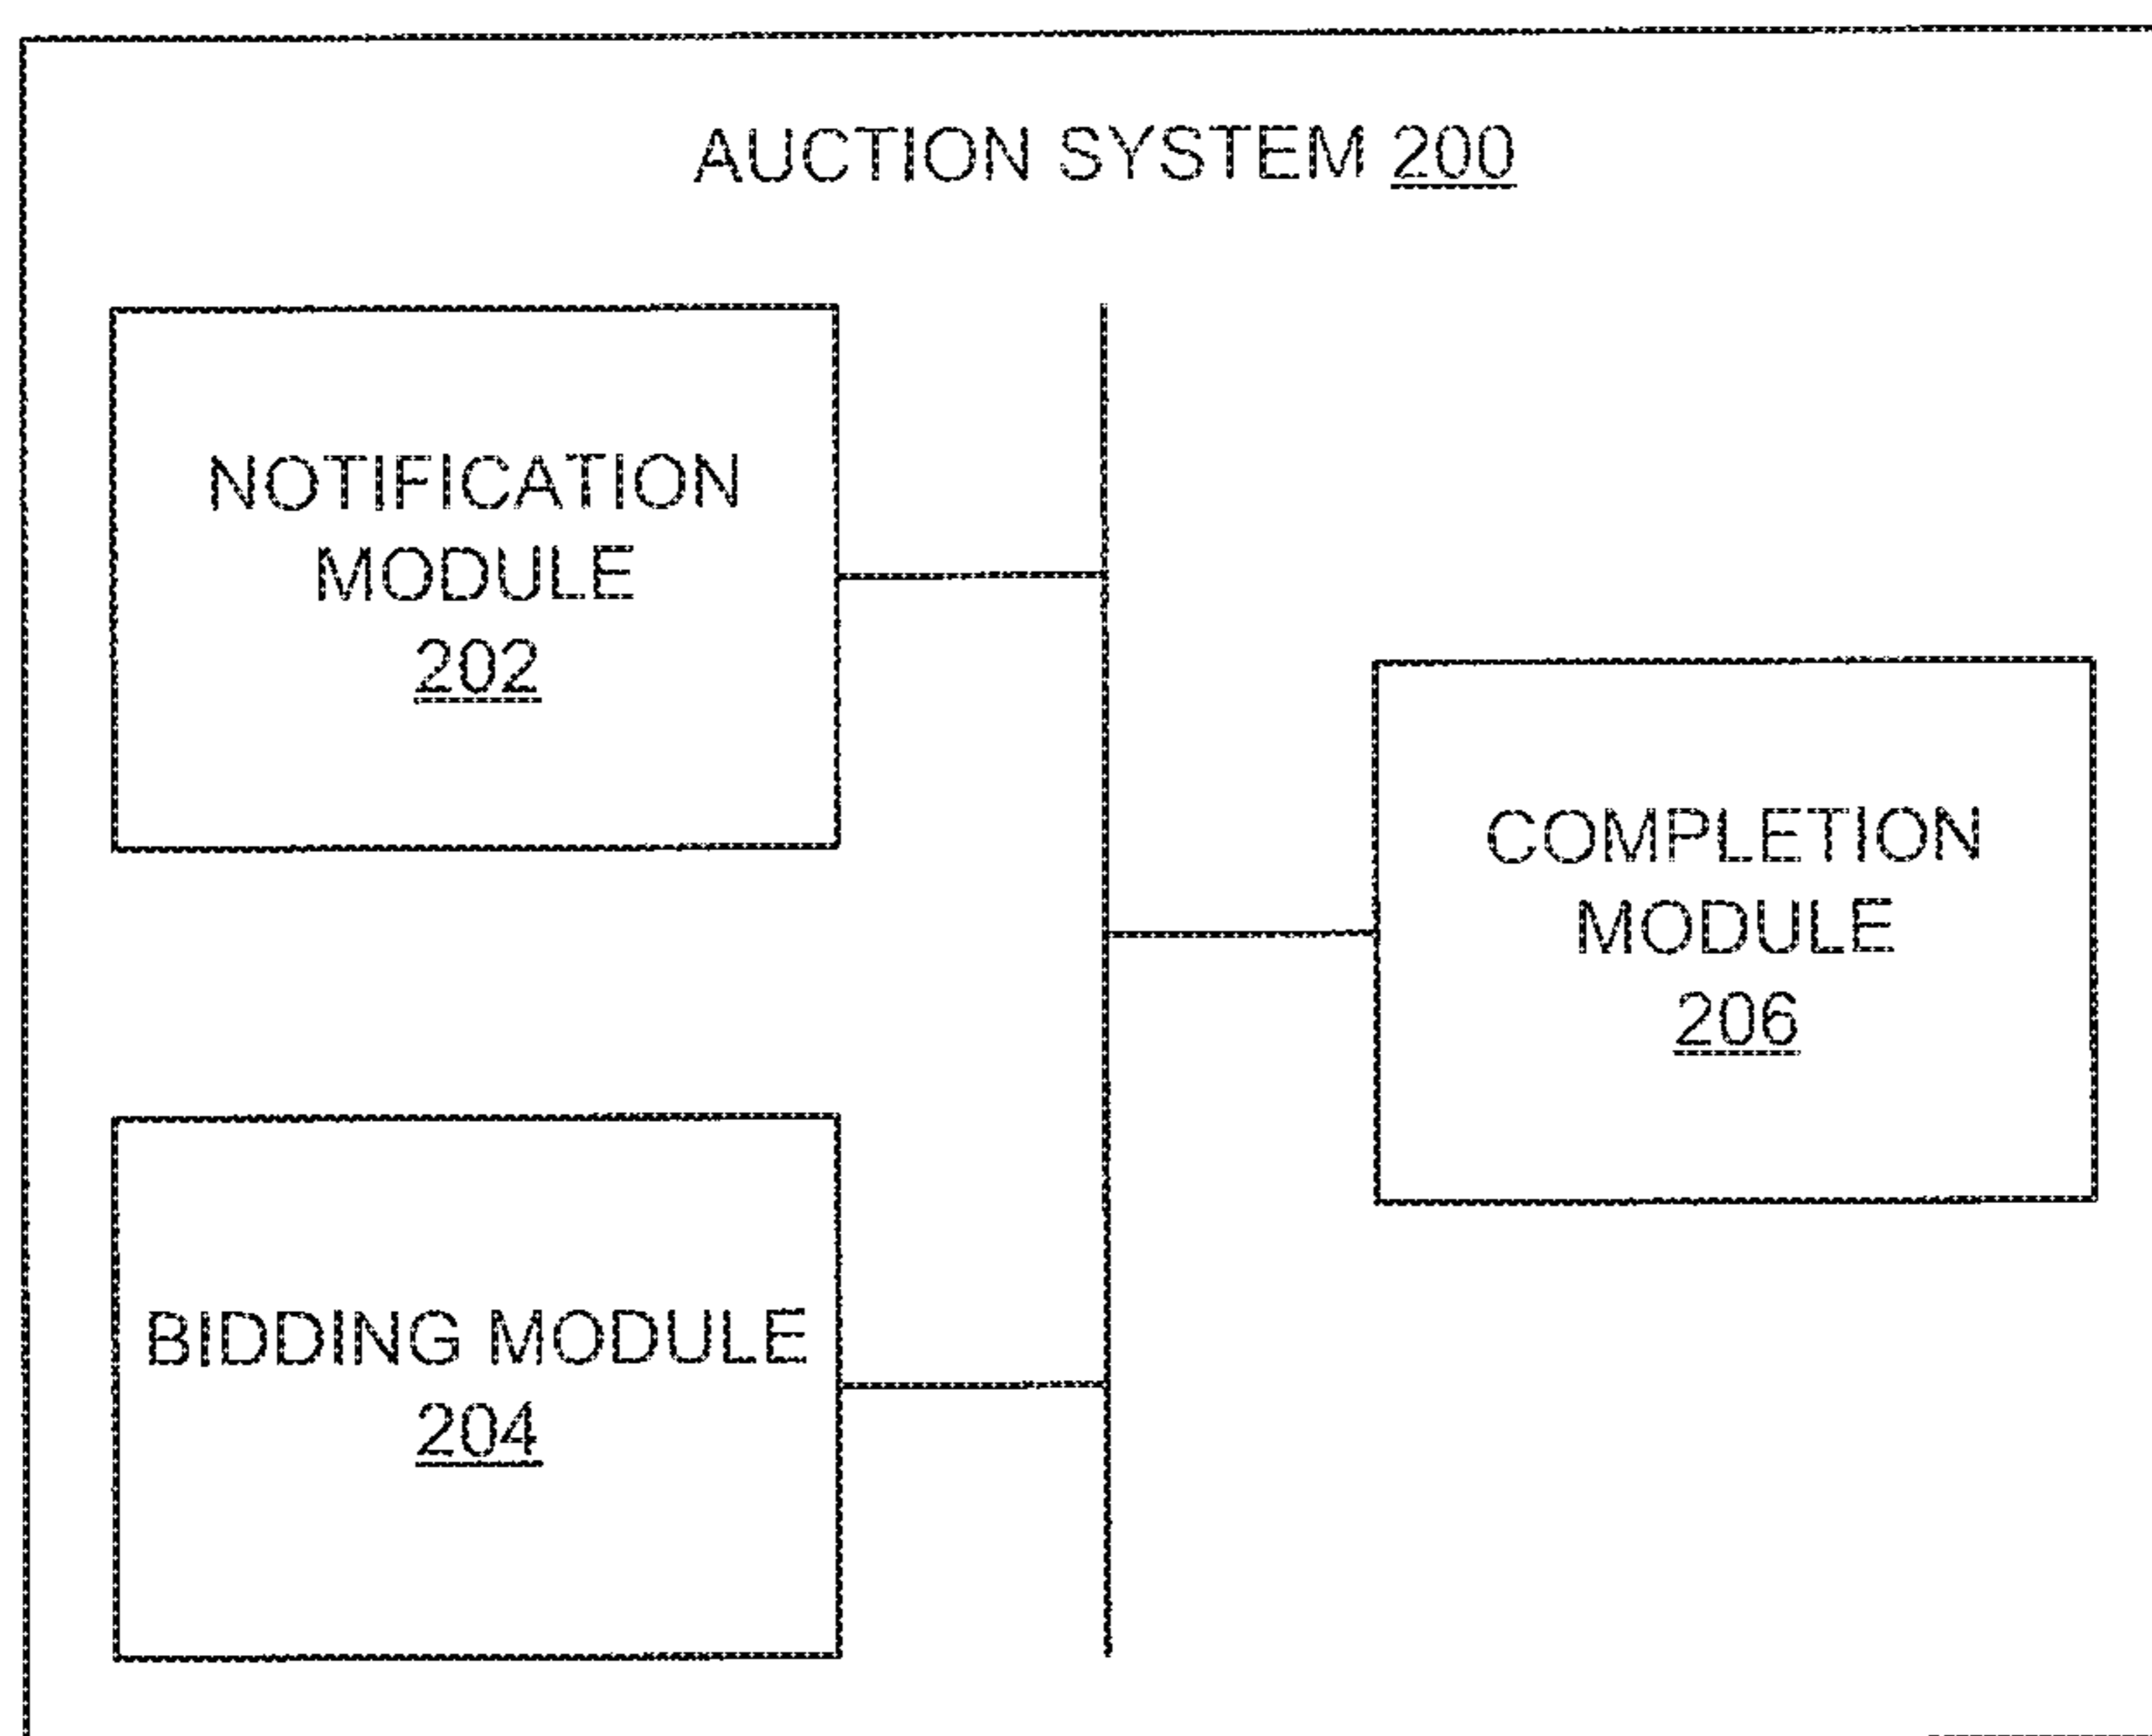 AUCTION SYSTEM 200
NOTIFICATION
MODULE
202
COMPLETION
MODULE
206
BIDDING MODULE
204